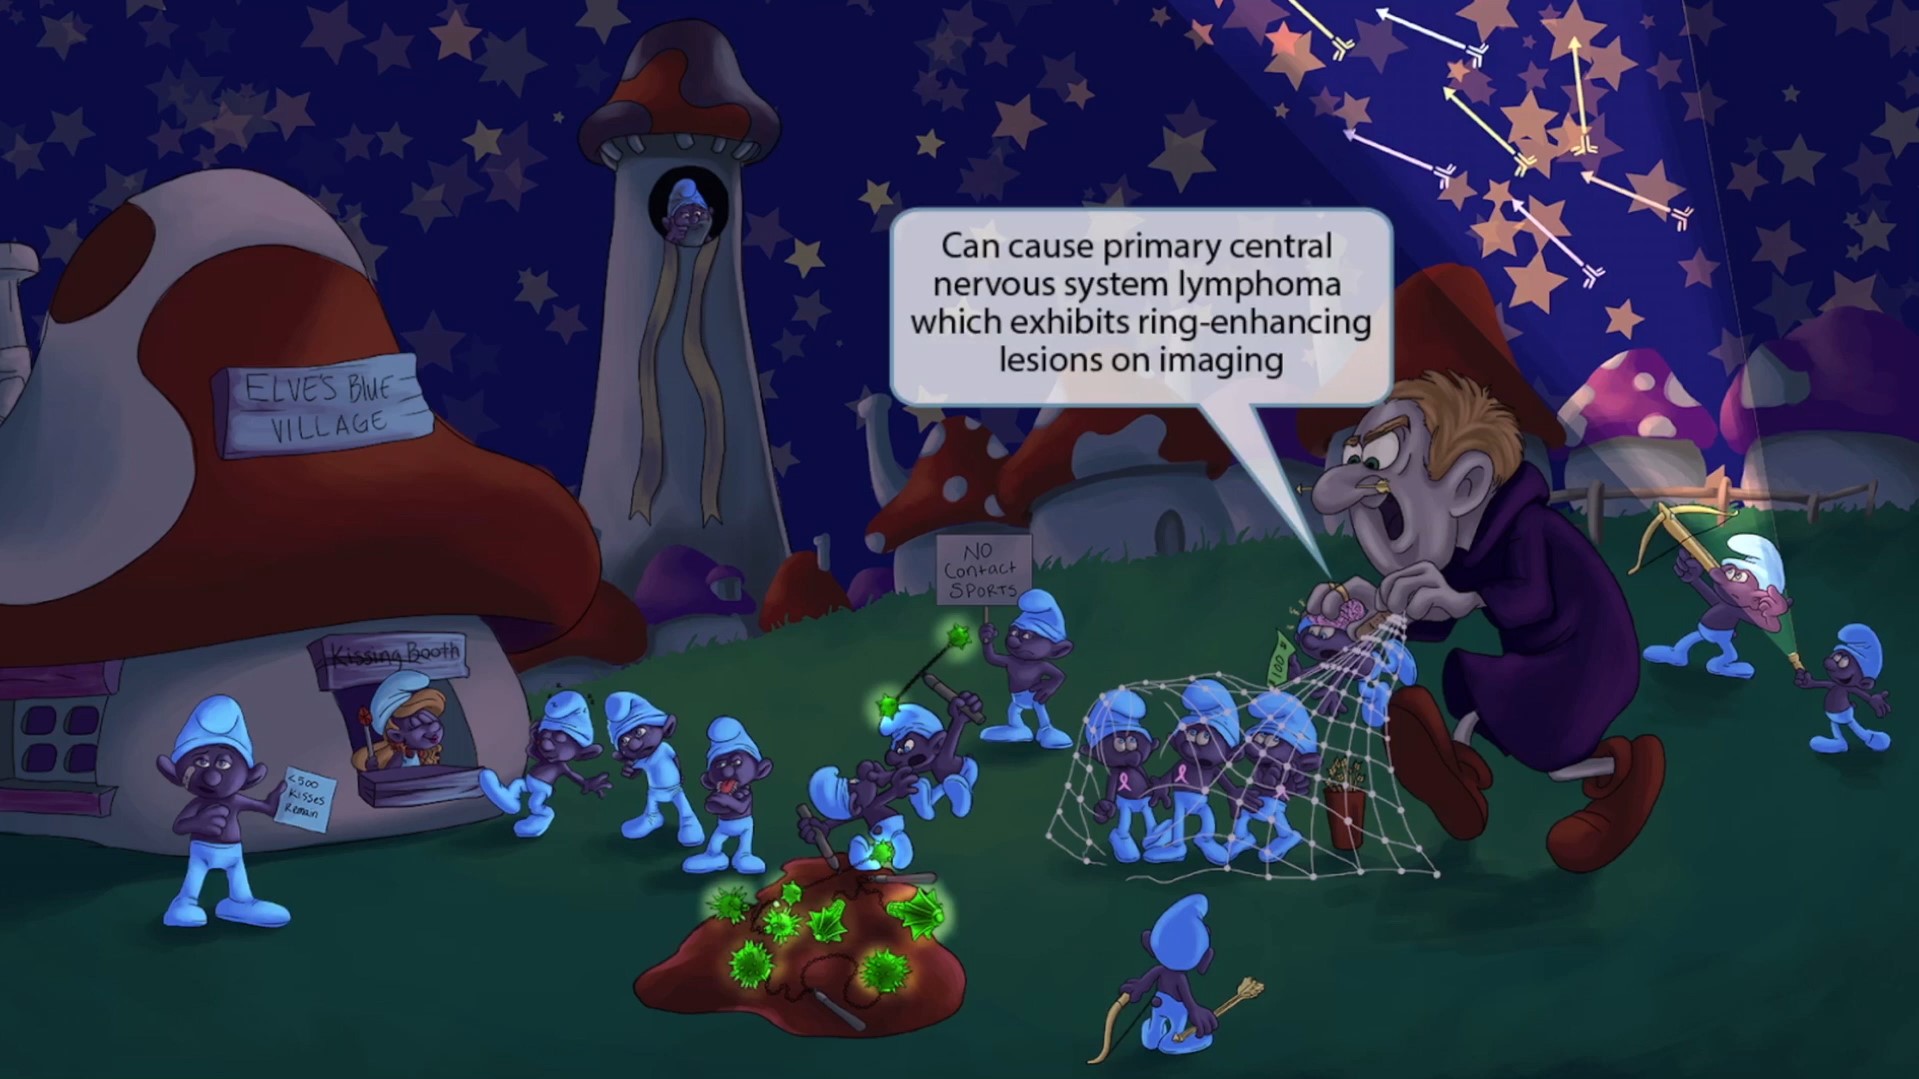 Can cause primary central
nervous system lymphoma
which exhibits ring-enhancing
lesions on imaging
ELVE'S BLUE
VILLAGE
NO
Contact
SPORTS
Kissing Booth
<500
Kisses
Remain
100